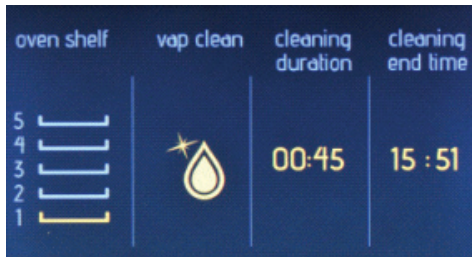 oven shelf
vap clean
cleaning
duration
cleaning
end time
5
4
3
2
1
00:45
15 : 51